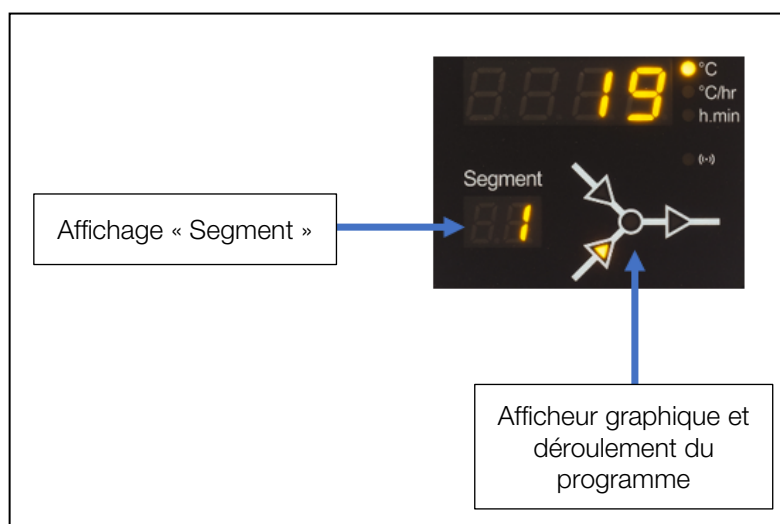 19
°C
°C/hr
h.min
Segment
1
Affichage « Segment »
Afficheur graphique et
déroulement du
programme